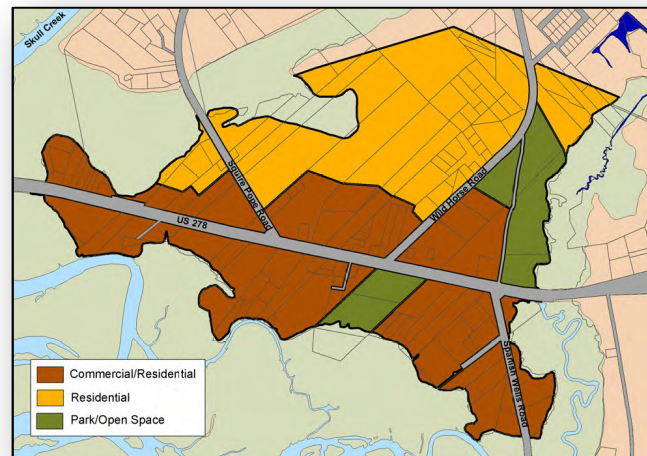 Skull Creek
Squire Pope Road
Wild Horse Road
US 278
Spanish Wells Road
Commercial/Residential
Residential
Park/Open Space